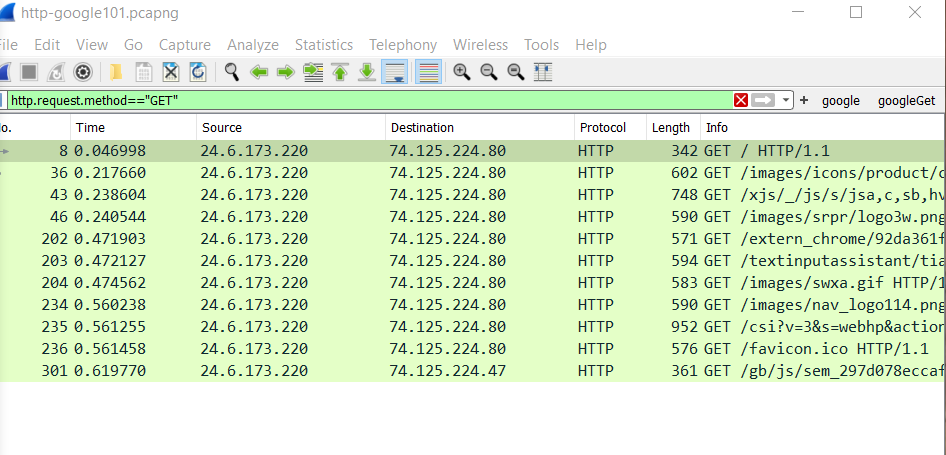 http-google101.pcapng
File Edit View Go Capture Analyze Statistics Telephony Wireless Tools Help
http.request.method=="GET" + google googleGet
No. Time Source Destination Protocol Length Info
8 0.046998 24.6.173.220 74.125.224.80 HTTP 342 GET / HTTP/1.1
36 0.217660 24.6.173.220 74.125.224.80 HTTP 602 GET /images/icons/product/c
43 0.238604 24.6.173.220 74.125.224.80 HTTP 748 GET /xjs/_/js/s/jsa,c,sb,hv
46 0.240544 24.6.173.220 74.125.224.80 HTTP 590 GET /images/srpr/logo3w.png
202 0.471903 24.6.173.220 74.125.224.80 HTTP 571 GET /extern_chrome/92da361f
203 0.472127 24.6.173.220 74.125.224.80 HTTP 594 GET /textinputassistant/tia
204 0.474562 24.6.173.220 74.125.224.80 HTTP 583 GET /images/swxa.gif HTTP/1
234 0.560238 24.6.173.220 74.125.224.80 HTTP 590 GET /images/nav_logo114.png
235 0.561255 24.6.173.220 74.125.224.80 HTTP 952 GET /csi?v=3&s=webhp&action
236 0.561458 24.6.173.220 74.125.224.80 HTTP 576 GET /favicon.ico HTTP/1.1
301 0.619770 24.6.173.220 74.125.224.47 HTTP 361 GET /gb/js/sem_297d078eccaf